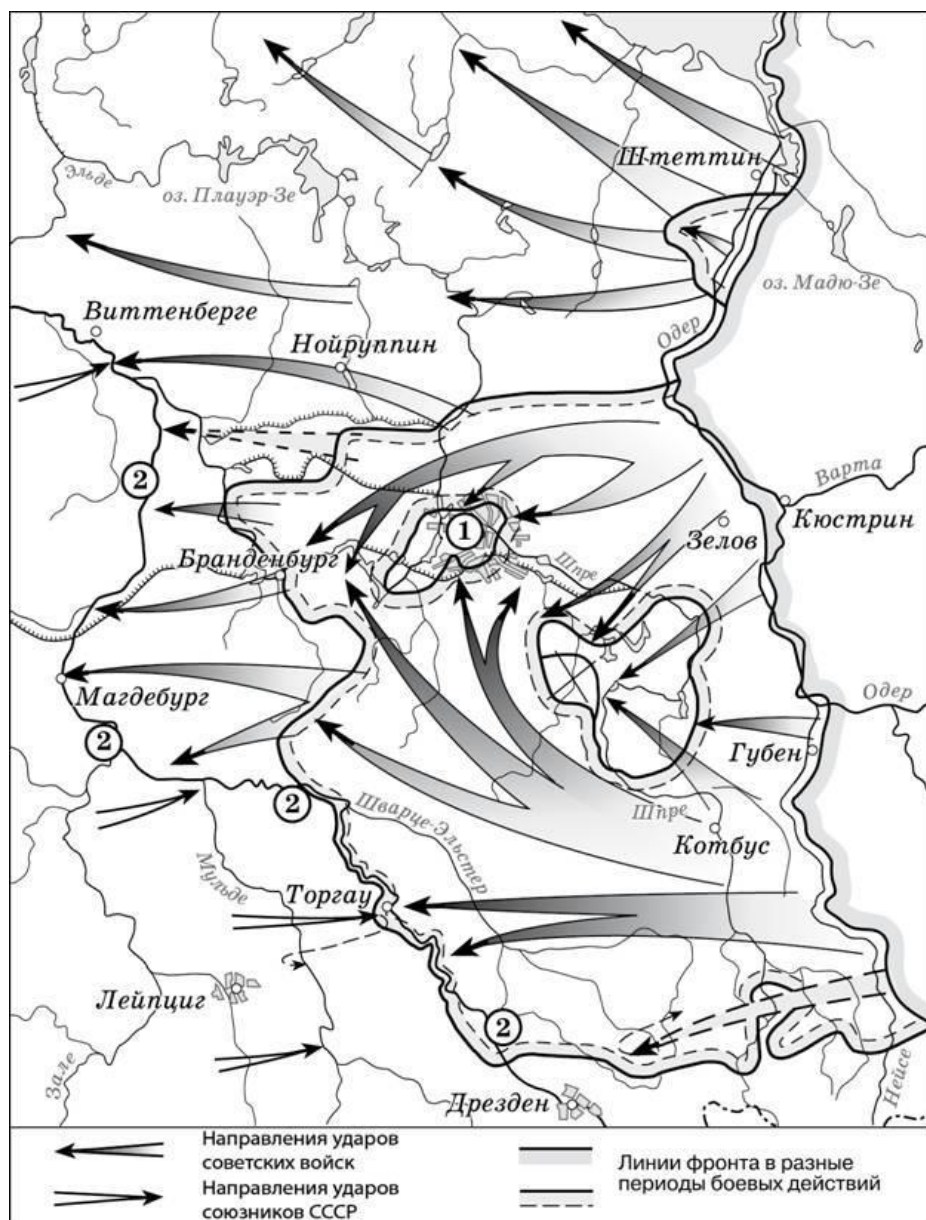 Штеттин
Эльде
оз. Плауэр-Зе
оз. Мадю-Зе
Виттенберге
Одер
Нойруппин
2
Варта
Кюстрин
1
Зелов
Бранденбург
Шпре
Магдебург
Одер
2
Губен
2
Шварце-Эльстер
Шпре
Котбус
Мульде
Торгау
Лейпциг
2
Зале
Нейсе
Дрезден
Направления ударов
советских войск
Направления ударов
союзников СССР
Линии фронта в разные
периоды боевых действий